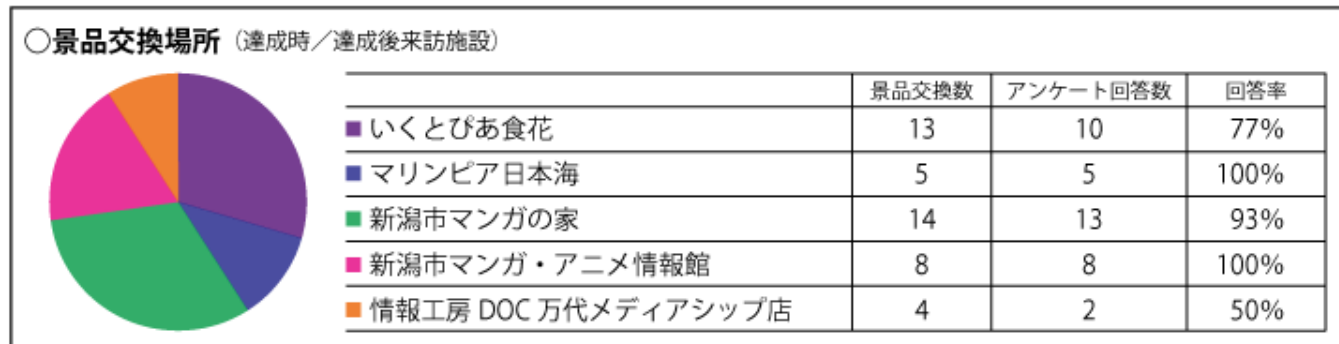 ○景品交換場所（達成時／達成後来訪施設）
景品交換数 アンケート回答数 回答率
いくとぴあ食花 13 10 77%
マリンピア日本海 5 5 100%
新潟市マンガの家 14 13 93%
新潟市マンガ・アニメ情報館 8 8 100%
情報工房 DOC 万代メディアシップ店 4 2 50%